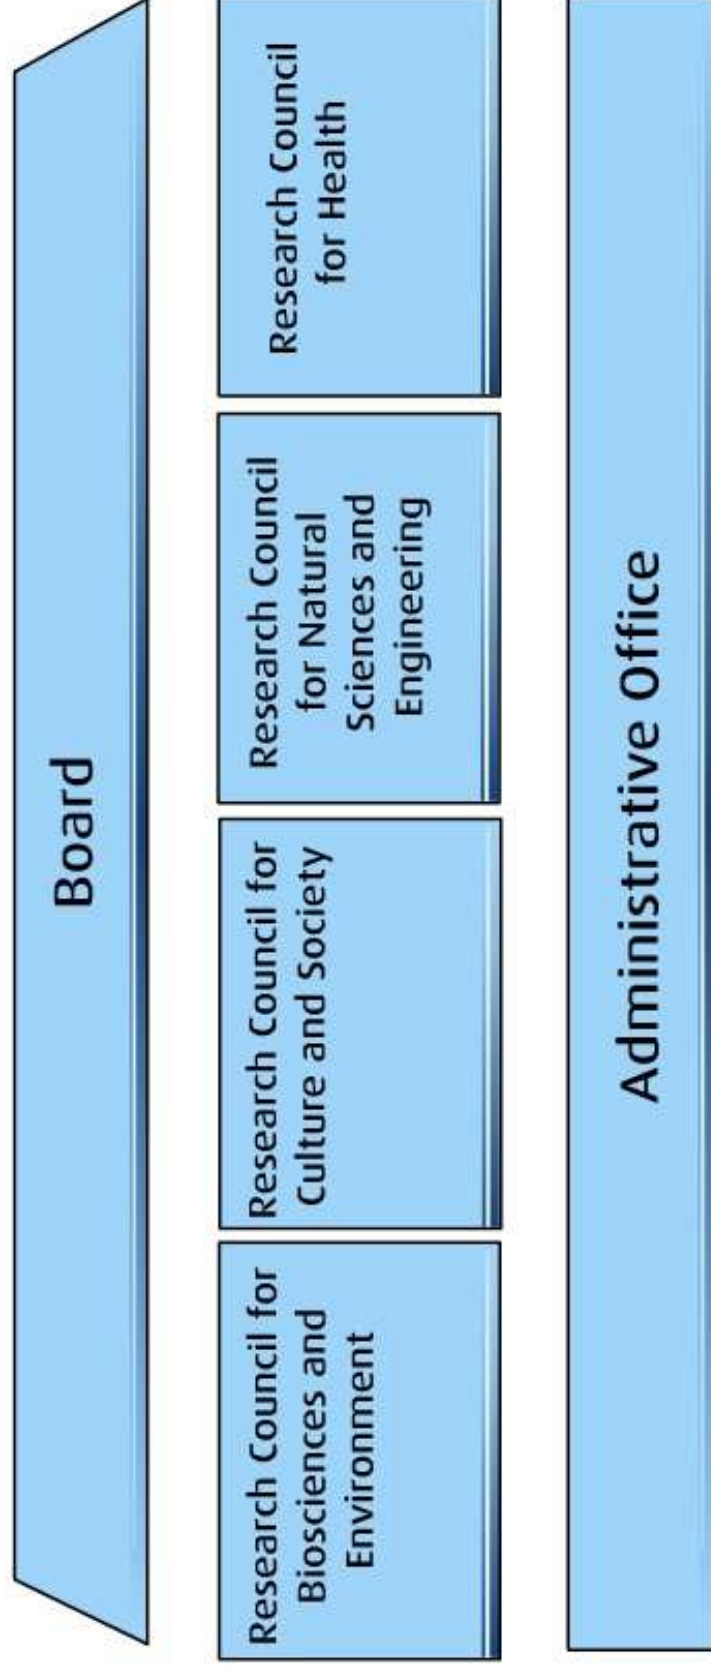 Board
Research Council for
Biosciences and
Environment
Research Council for
Culture and Society
Research Council
for Natural
Sciences and
Engineering
Research Council
for Health
Administrative Office